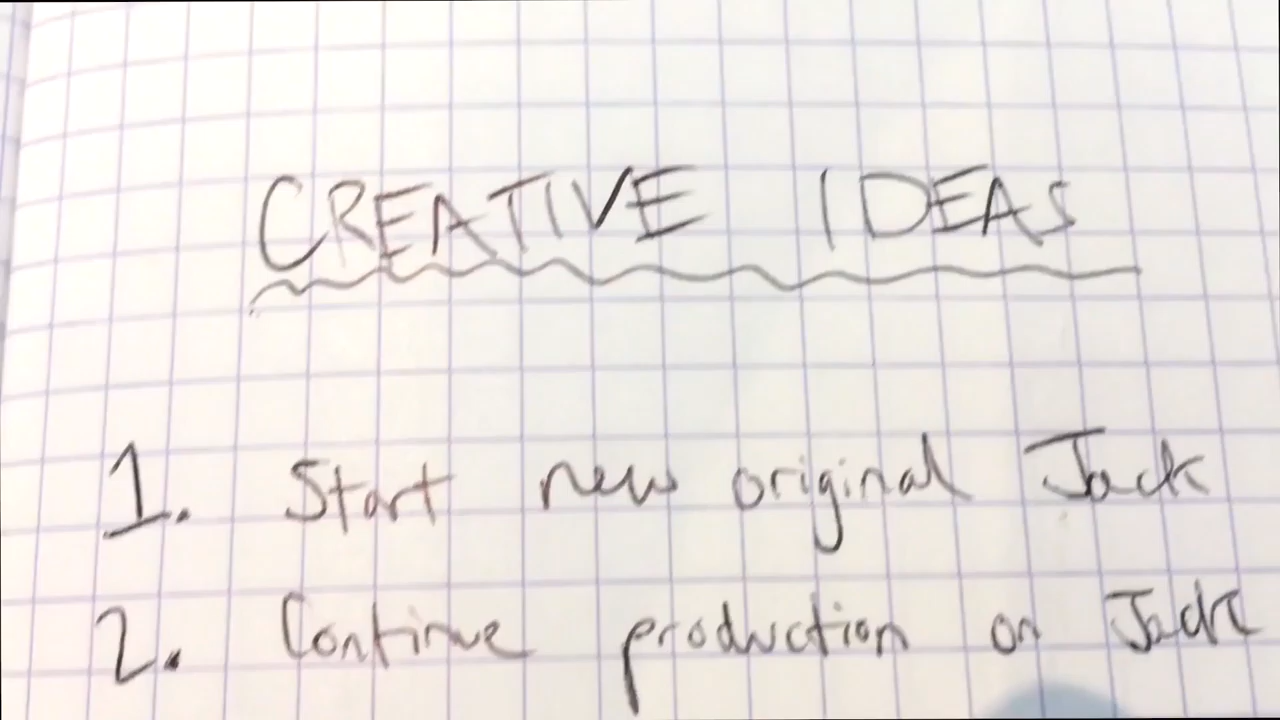 CREATIVE IDEAS
1. Start new original Jack
2. Continue production on Jack